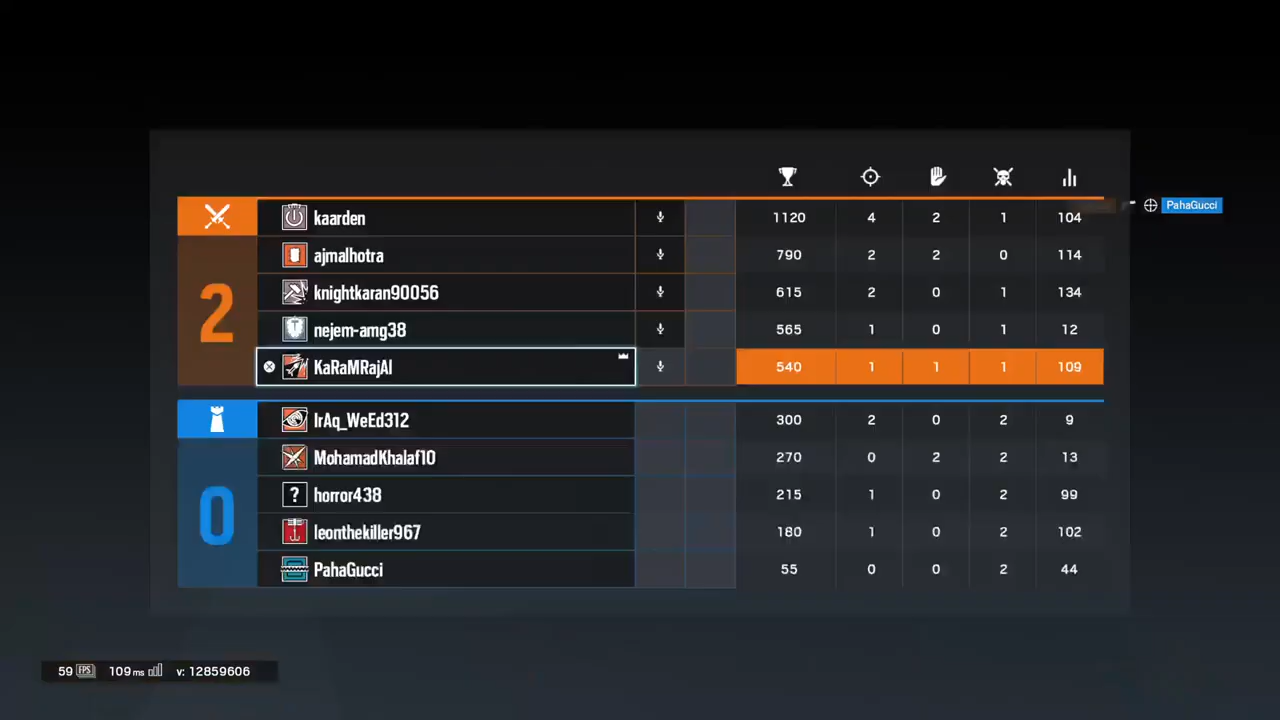 PahaGucci
kaarden 1120 4 2 1 104
2
ajmalhotra 790 2 2 0 114
knightkaran90056 615 2 0 1 134
nejem-amg38 565 1 0 1 12
KaRaMRajAl 540 1 1 1 109
0
IrAq_WeEd312 300 2 0 2 9
MohamadKhalaf10 270 0 2 2 13
? horror438 215 1 0 2 99
leonthekiller967 180 1 0 2 102
PahaGucci 55 0 0 2 44
59 FPS 109 ms v: 12859606